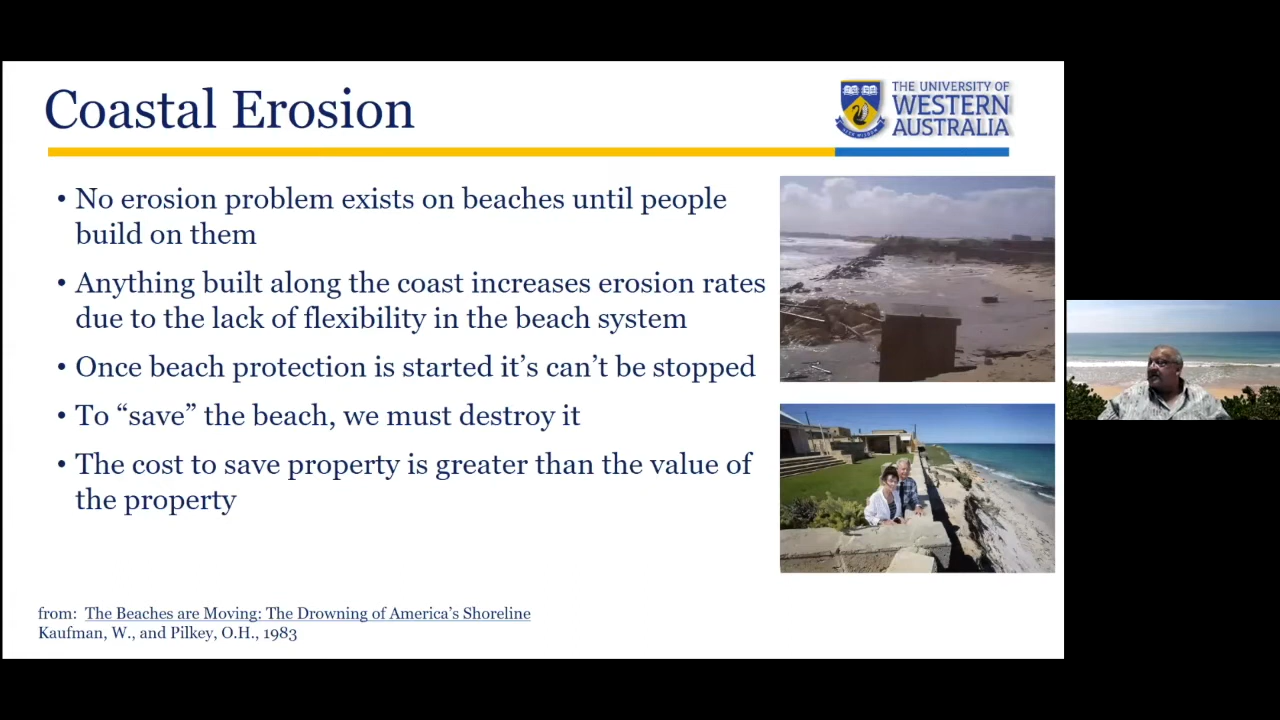 Coastal Erosion
THE UNIVERSITY OF
WESTERN
AUSTRALIA
• No erosion problem exists on beaches until people
build on them
• Anything built along the coast increases erosion rates
due to the lack of flexibility in the beach system
• Once beach protection is started it's can't be stopped
• To “save” the beach, we must destroy it
• The cost to save property is greater than the value of
the property
from: The Beaches are Moving: The Drowning of America's Shoreline
Kaufman, W., and Pilkey, O.H., 1983